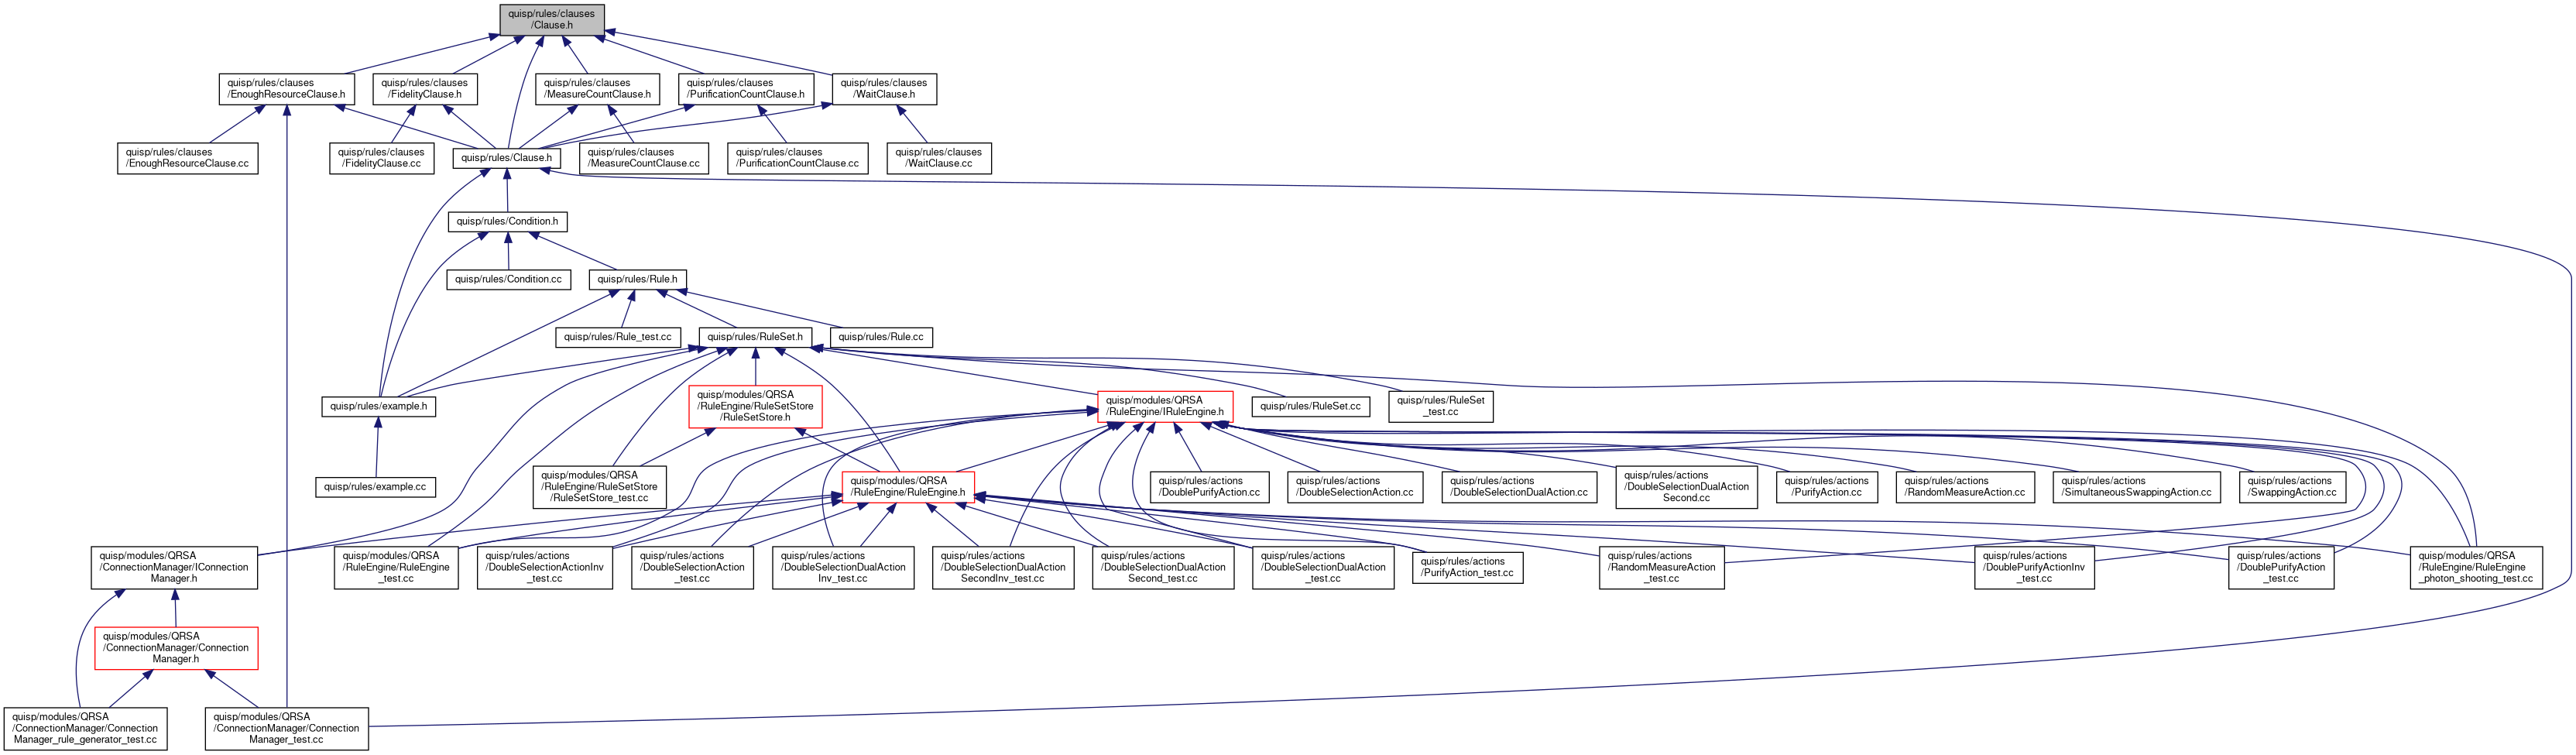 quisp/rules/clauses
/Clause.h
quisp/rules/clauses
/EnoughResourceClause.h
quisp/rules/clauses
/FidelityClause.h
quisp/rules/clauses
/MeasureCountClause.h
quisp/rules/clauses
/PurificationCountClause.h
quisp/rules/clauses
/WaitClause.h
quisp/rules/clauses
/EnoughResourceClause.cc
quisp/rules/clauses
/FidelityClause.cc
quisp/rules/Clause.h
quisp/rules/clauses
/MeasureCountClause.cc
quisp/rules/clauses
/PurificationCountClause.cc
quisp/rules/clauses
/WaitClause.cc
quisp/rules/Condition.h
quisp/rules/Condition.cc
quisp/rules/Rule.h
quisp/rules/Rule_test.cc
quisp/rules/RuleSet.h
quisp/rules/Rule.cc
quisp/rules/example.h
quisp/modules/QRSA
/RuleEngine/RuleSetStore
/RuleSetStore.h
quisp/modules/QRSA
/RuleEngine/IRuleEngine.h
quisp/rules/RuleSet.cc
quisp/rules/RuleSet
_test.cc
quisp/rules/example.cc
quisp/modules/QRSA
/RuleEngine/RuleSetStore
/RuleSetStore_test.cc
quisp/modules/QRSA
/RuleEngine/RuleEngine.h
quisp/rules/actions
/DoublePurifyAction.cc
quisp/rules/actions
/DoubleSelectionAction.cc
quisp/rules/actions
/DoubleSelectionDualAction.cc
quisp/rules/actions
/DoubleSelectionDualAction
Second.cc
quisp/rules/actions
/PurifyAction.cc
quisp/rules/actions
/RandomMeasureAction.cc
quisp/rules/actions
/SimultaneousSwappingAction.cc
quisp/rules/actions
/SwappingAction.cc
quisp/modules/QRSA
/ConnectionManager/IConnection
Manager.h
quisp/modules/QRSA
/RuleEngine/RuleEngine
_test.cc
quisp/rules/actions
/DoubleSelectionActionInv
_test.cc
quisp/rules/actions
/DoubleSelectionAction
_test.cc
quisp/rules/actions
/DoubleSelectionDualAction
Inv_test.cc
quisp/rules/actions
/DoubleSelectionDualAction
SecondInv_test.cc
quisp/rules/actions
/DoubleSelectionDualAction
Second_test.cc
quisp/rules/actions
/DoubleSelectionDualAction
_test.cc
quisp/rules/actions
/PurifyAction_test.cc
quisp/rules/actions
/RandomMeasureAction
_test.cc
quisp/rules/actions
/DoublePurifyActionInv
_test.cc
quisp/rules/actions
/DoublePurifyAction
_test.cc
quisp/modules/QRSA
/RuleEngine/RuleEngine
_photon_shooting_test.cc
quisp/modules/QRSA
/ConnectionManager/Connection
Manager.h
quisp/modules/QRSA
/ConnectionManager/Connection
Manager_rule_generator_test.cc
quisp/modules/QRSA
/ConnectionManager/Connection
Manager_test.cc